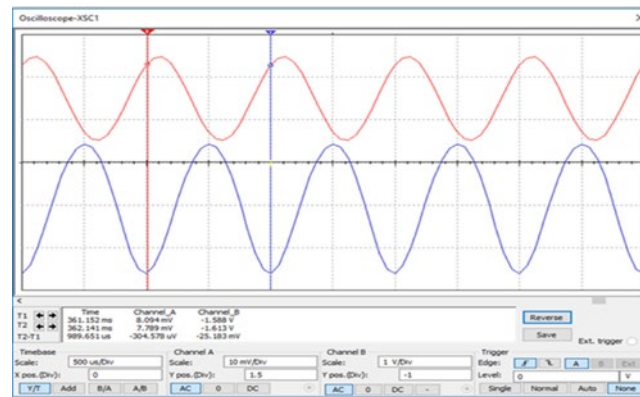 Oscilloscope-XSC1
Time Channel_A Channel_B
T1 361.152 ms 8.094 mV -1.588 V
T2 362.141 ms 7.789 mV -1.613 V
T2-T1 989.651 us -304.578 uV -25.183 mV
Reverse
Save
Ext. trigger
Timebase
Scale: 500 us/Div
X pos.(Div): 0
Y/T Add B/A A/B
Channel A
Scale: 10 mV/Div
Y pos.(Div): 1.5
AC 0 DC
Channel B
Scale: 1 V/Div
Y pos.(Div): -1
AC 0 DC -
Trigger
Edge: A B Ext
Level: 0 V
Single Normal Auto None